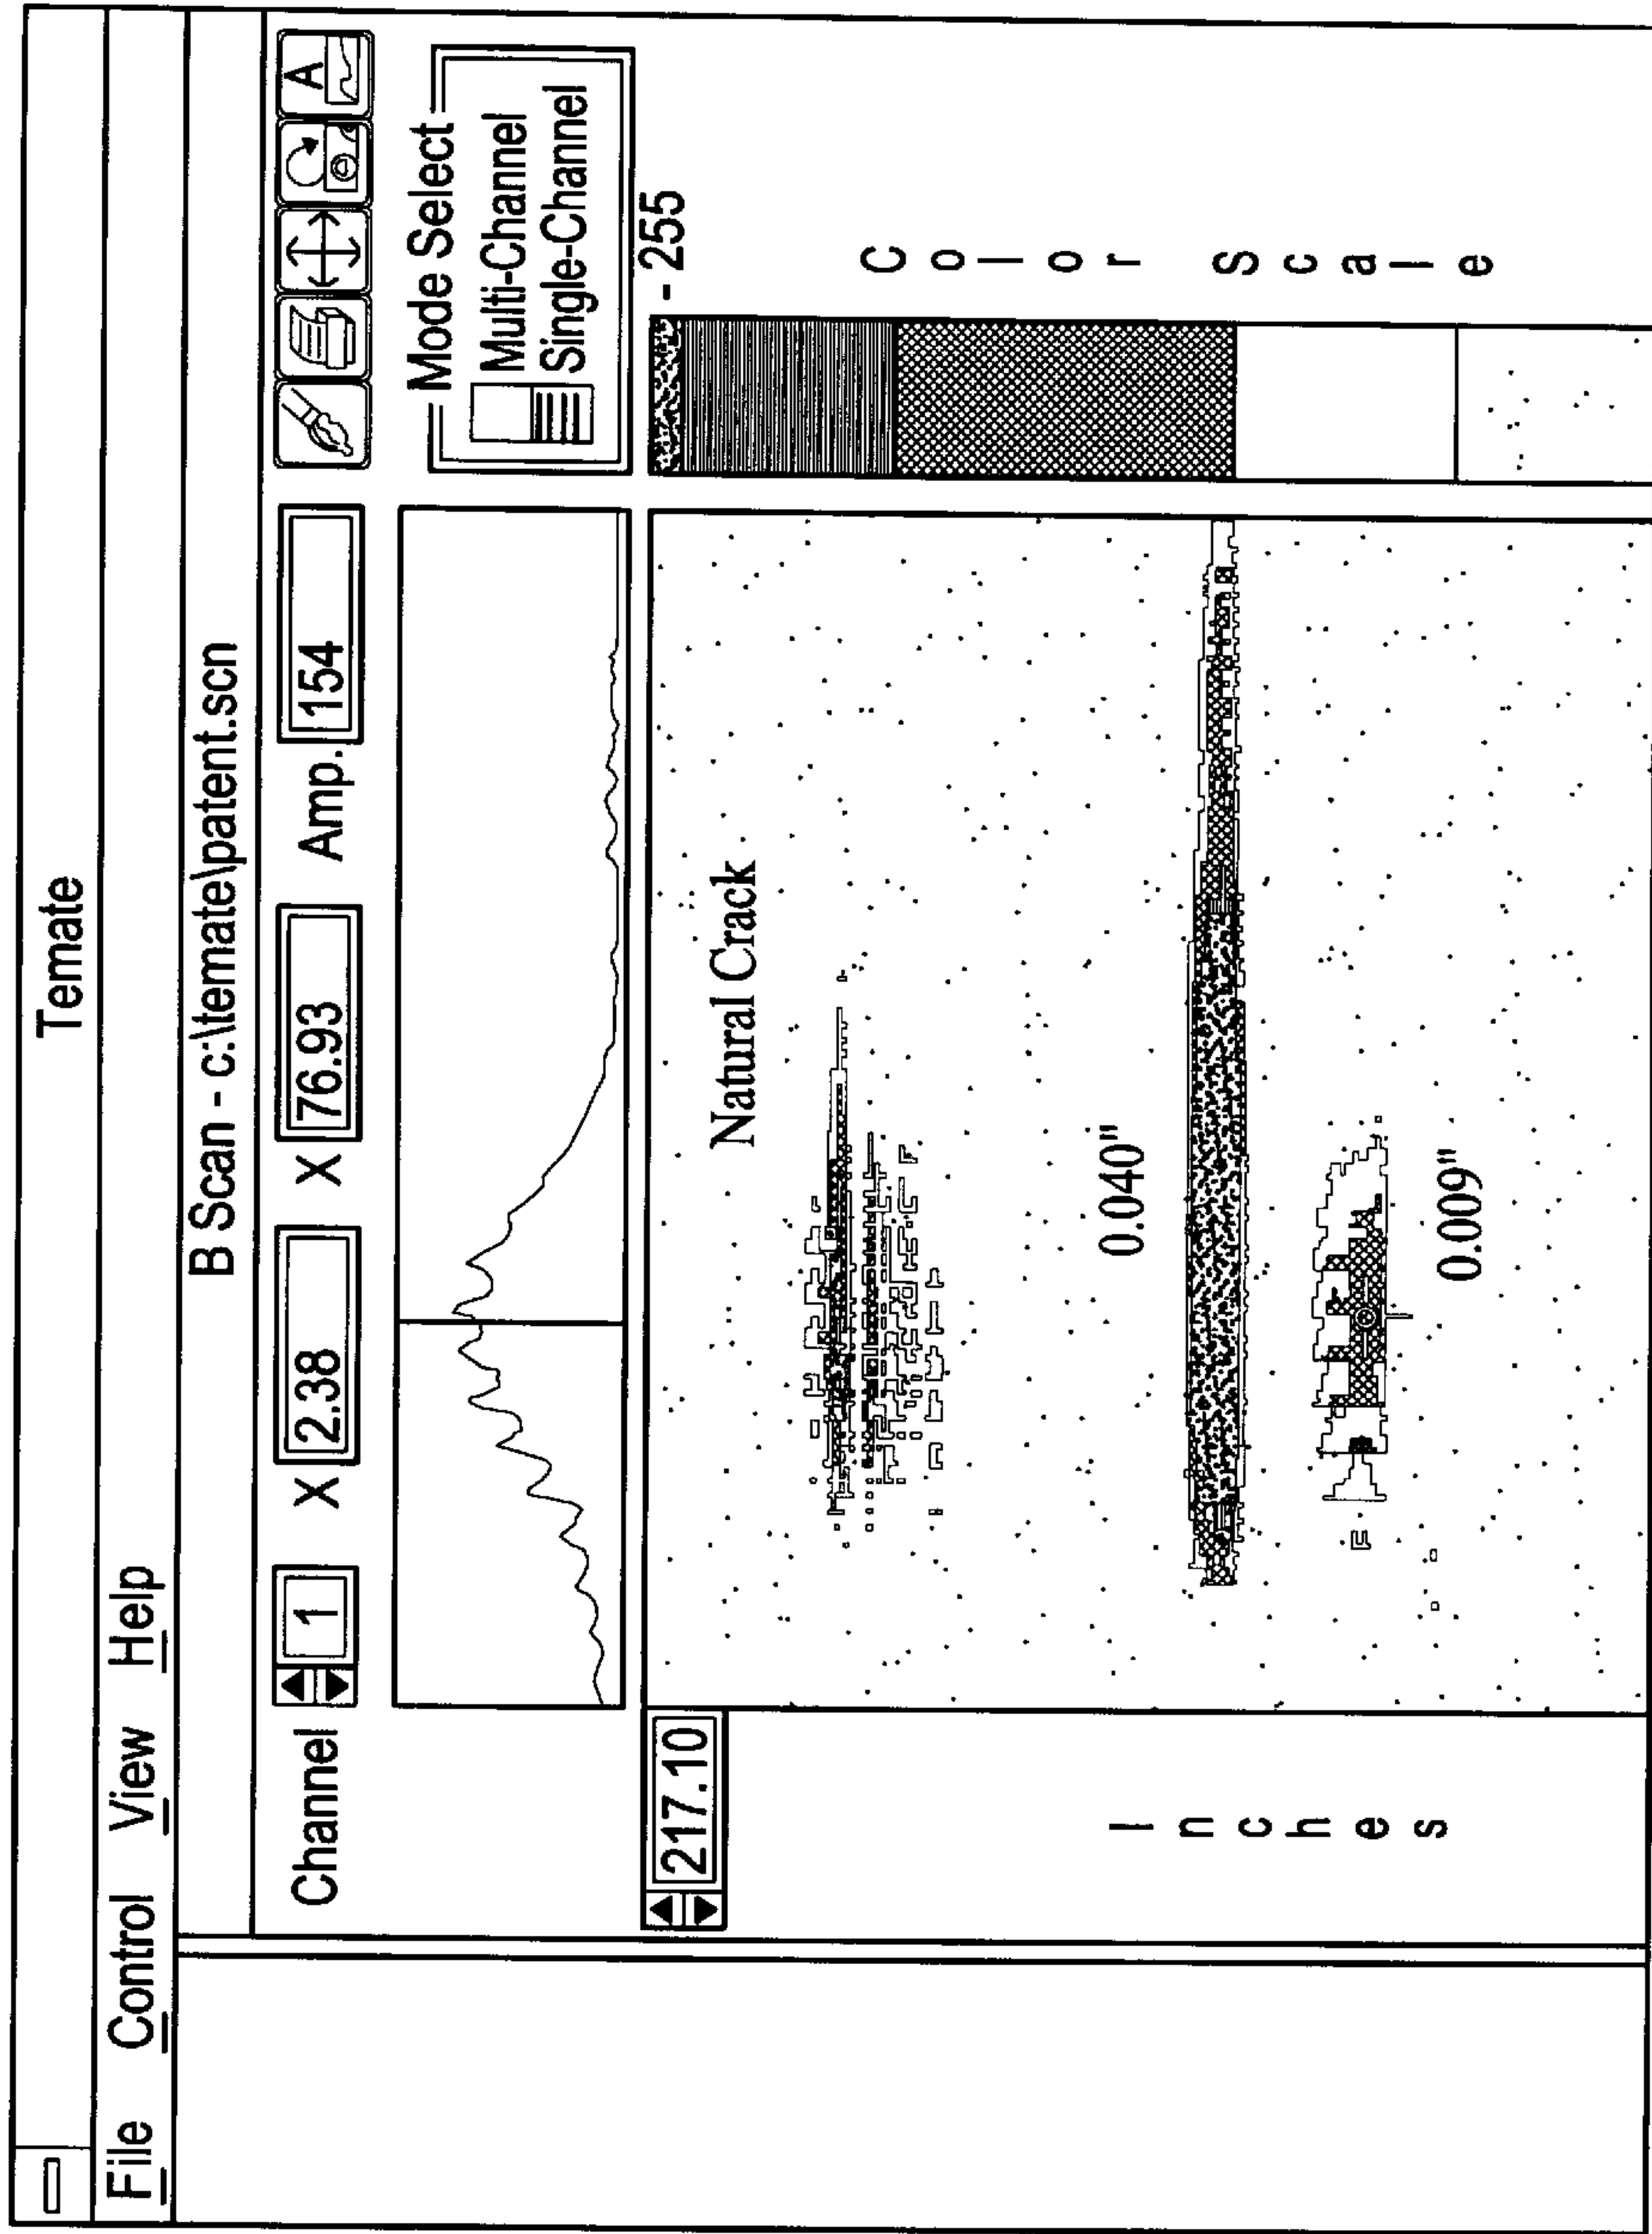 Temate
File Control View Help
B Scan - c:\temate\patent.scn
Channel 1 X 2.38 X 76.93 Amp. 154 A
Mode Select
Multi-Channel
Single-Channel
217.10
- 255
Natural Crack
0.040"
0.009"
Inches
Color Scale